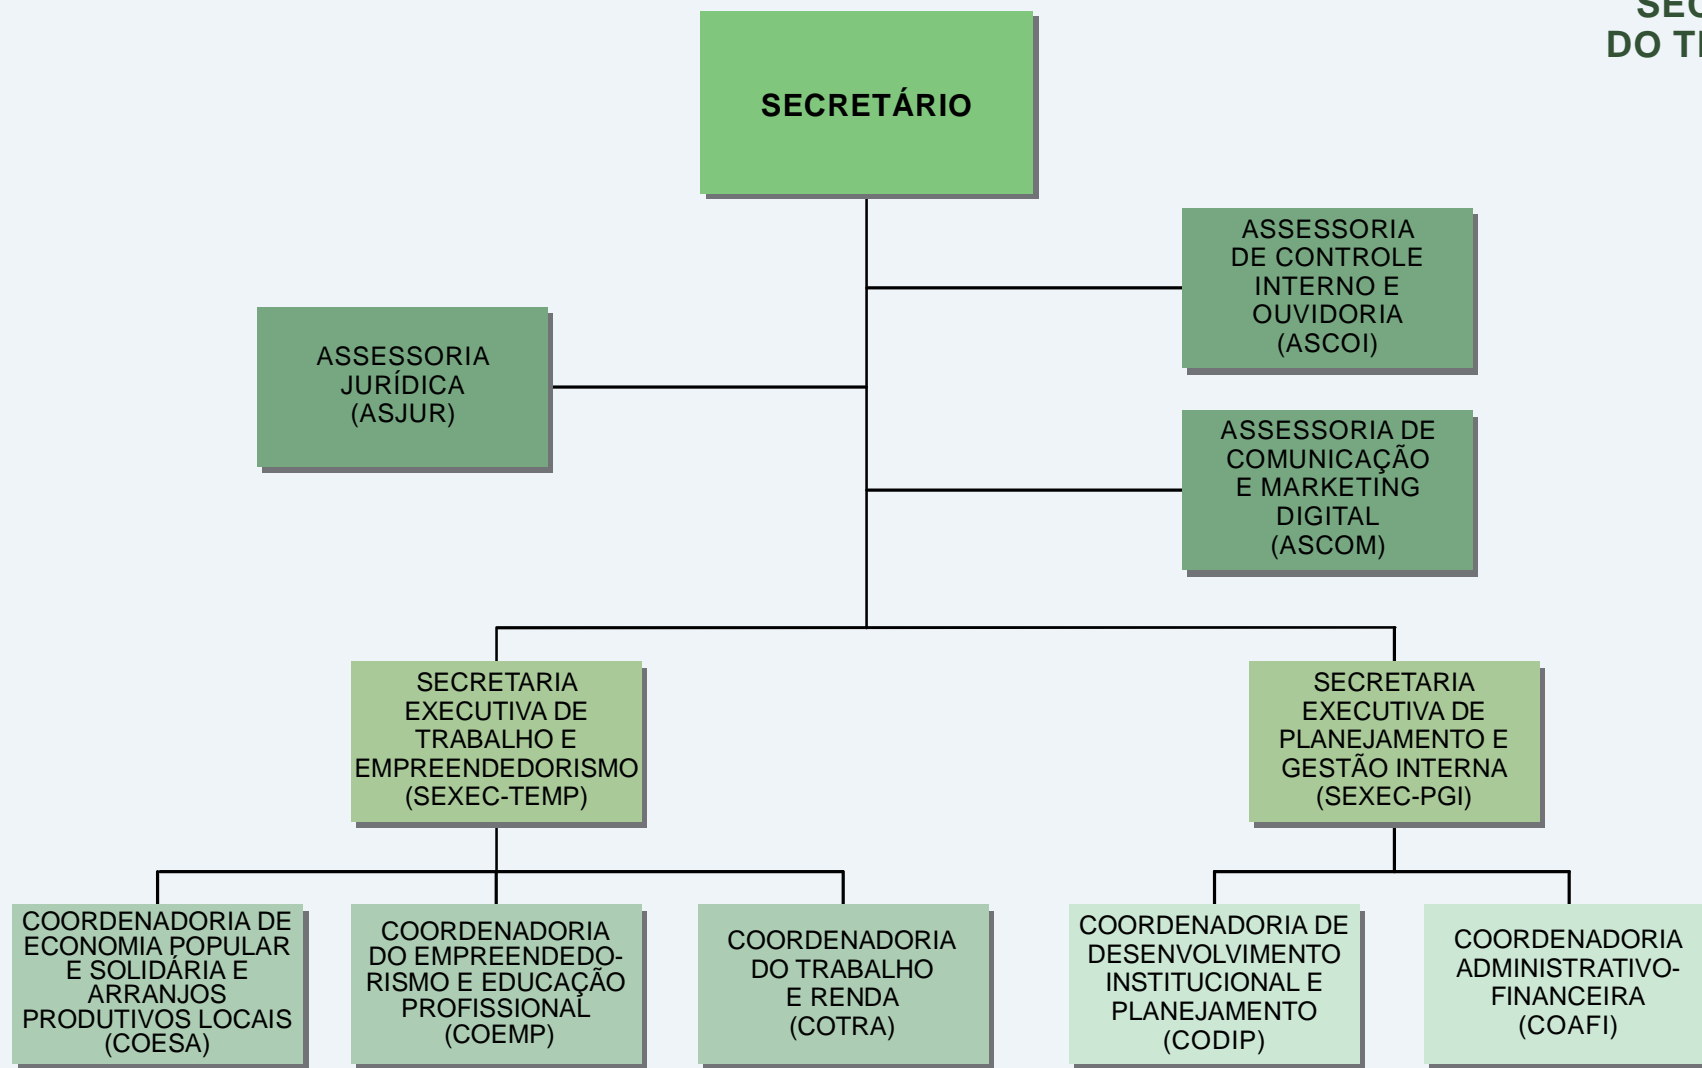 SECRETÁRIO
ASSESSORIA
DE CONTROLE
INTERNO E
OUVIDORIA
(ASCOI)
ASSESSORIA
JURÍDICA
(ASJUR)
ASSESSORIA DE
COMUNICAÇÃO
E MARKETING
DIGITAL
(ASCOM)
SECRETARIA
EXECUTIVA DE
TRABALHO E
EMPREENDEDORISMO
(SEXEC-TEMP)
SECRETARIA
EXECUTIVA DE
PLANEJAMENTO E
GESTÃO INTERNA
(SEXEC-PGI)
COORDENADORIA DE
ECONOMIA POPULAR
E SOLIDÁRIA E
ARRANJOS
PRODUTIVOS LOCAIS
(COESA)
COORDENADORIA
DO EMPREENDEDO-
RISMO E EDUCAÇÃO
PROFISSIONAL
(COEMP)
COORDENADORIA
DO TRABALHO
E RENDA
(COTRA)
COORDENADORIA DE
DESENVOLVIMENTO
INSTITUCIONAL E
PLANEJAMENTO
(CODIP)
COORDENADORIA
ADMINISTRATIVO-
FINANCEIRA
(COAFI)
DO